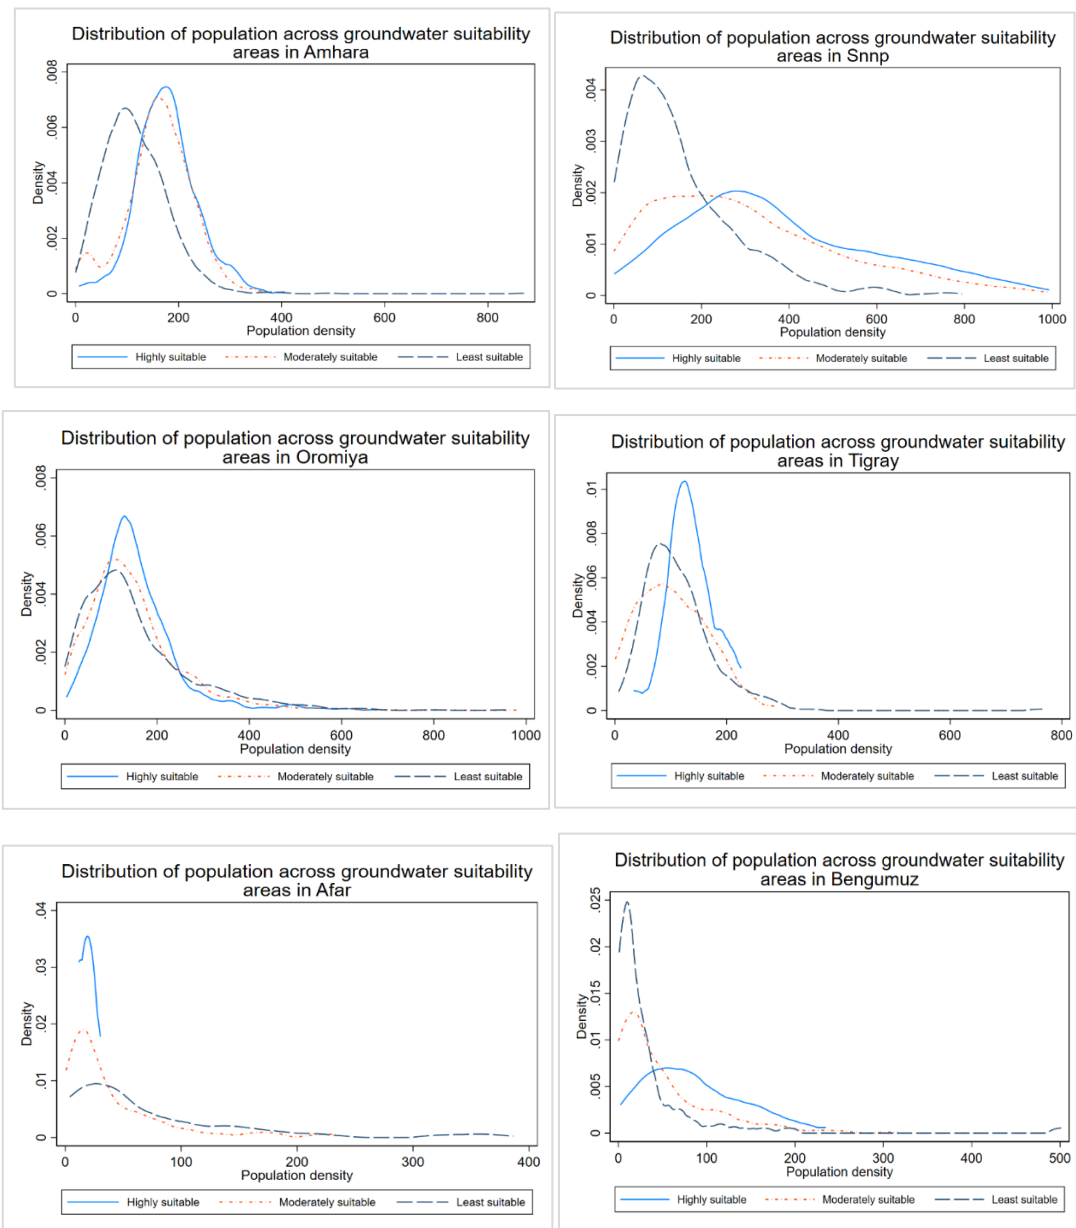 Distribution of population across groundwater suitability
areas in Amhara
.008
.006
.004
.002
0
Density
0 200 400 600 800
Population density
Highly suitable Moderately suitable Least suitable
Distribution of population across groundwater suitability
areas in Snnp
.004
.003
.002
.001
0
Density
0 200 400 600 800 1000
Population density
Highly suitable Moderately suitable Least suitable
Distribution of population across groundwater suitability
areas in Oromiya
.008
.006
.004
.002
0
Density
0 200 400 600 800 1000
Population density
Highly suitable Moderately suitable Least suitable
Distribution of population across groundwater suitability
areas in Tigray
.01
.008
.006
.004
.002
0
Density
0 200 400 600 800
Population density
Highly suitable Moderately suitable Least suitable
Distribution of population across groundwater suitability
areas in Afar
.04
.03
.02
.01
0
Density
0 100 200 300 400
Population density
Highly suitable Moderately suitable Least suitable
Distribution of population across groundwater suitability
areas in Bengumuz
.025
.02
.015
.01
.005
0
Density
0 100 200 300 400 500
Population density
Highly suitable Moderately suitable Least suitable